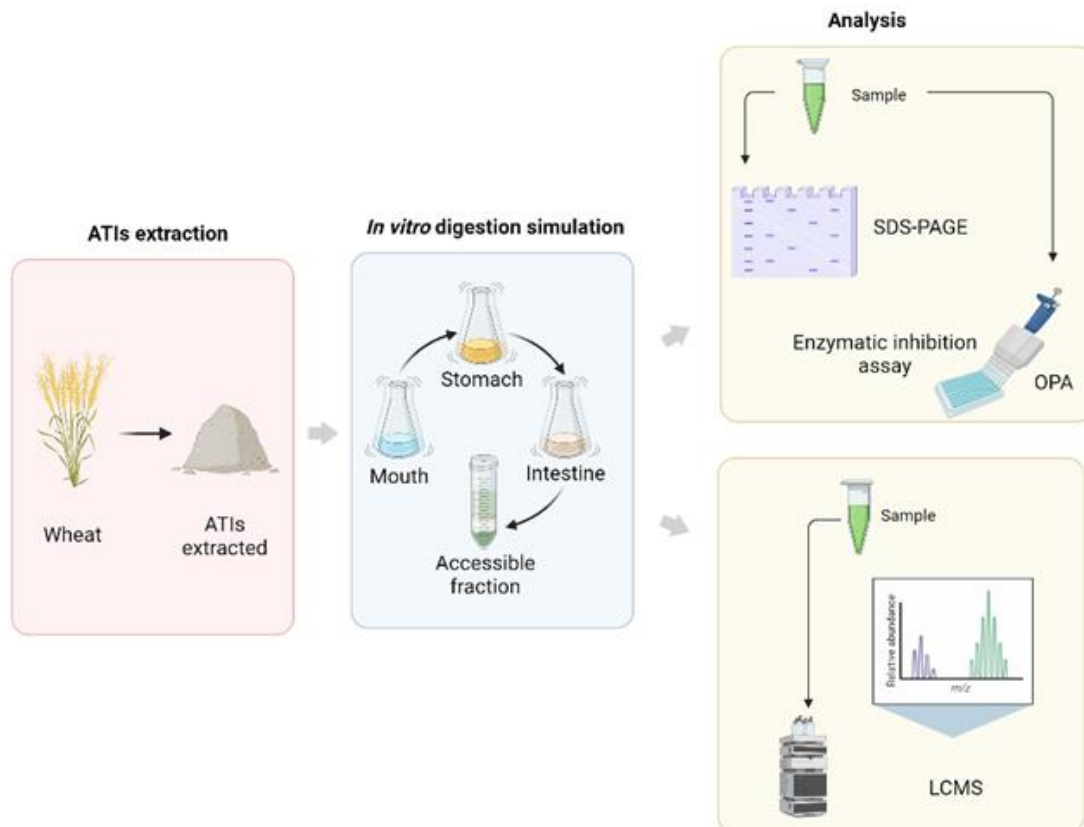 Analysis
Sample
SDS-PAGE
Enzymatic inhibition
assay
OPA
ATIs extraction
Wheat
ATIs
extracted
In vitro digestion simulation
Stomach
Mouth
Intestine
Accessible
fraction
Sample
Relative abundance
m/z
LCMS